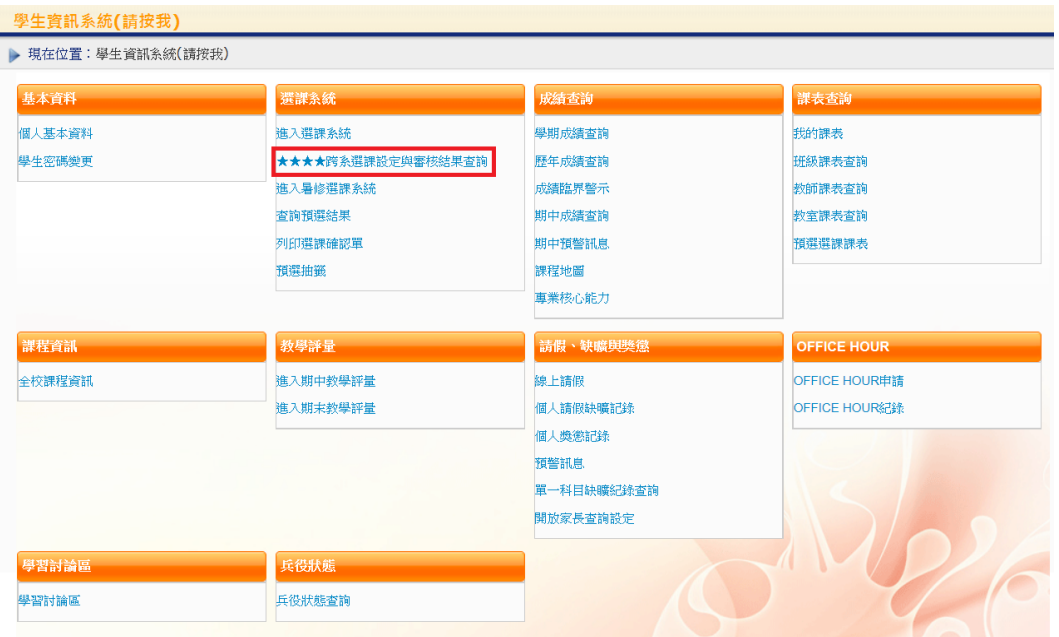 學生資訊系統(請按我)
現在位置：學生資訊系統(請按我)
基本資料
個人基本資料
學生密碼變更
選課系統
進入選課系統
★★★★跨系選課設定與審核結果查詢
進入暑修選課系統
查詢預選結果
列印選課確認單
預選抽籤
成績查詢
學期成績查詢
歷年成績查詢
成績臨界警示
期中成績查詢
期中預警訊息
課程地圖
專業核心能力
課表查詢
我的課表
班級課表查詢
教師課表查詢
教室課表查詢
預選選課課表
課程資訊
全校課程資訊
教學評量
進入期中教學評量
進入期末教學評量
請假、缺曠與獎懲
線上請假
個人請假缺曠記錄
個人獎懲記錄
預警訊息
單一科目缺曠紀錄查詢
開放家長查詢設定
OFFICE HOUR
OFFICE HOUR申請
OFFICE HOUR紀錄
學習討論區
學習討論區
兵役狀態
兵役狀態查詢